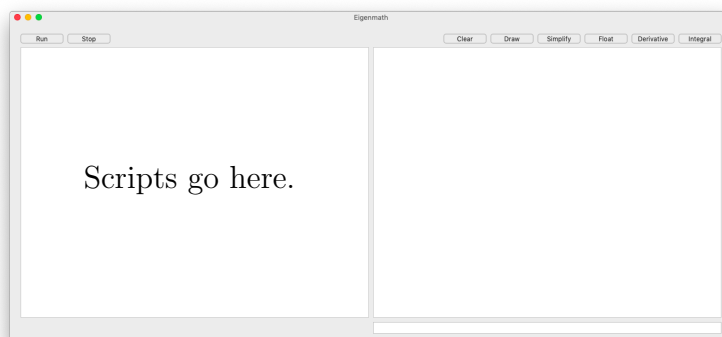 Eigenmath
Run Stop Clear Draw Simplify Float Derivative Integral
Scripts go here.